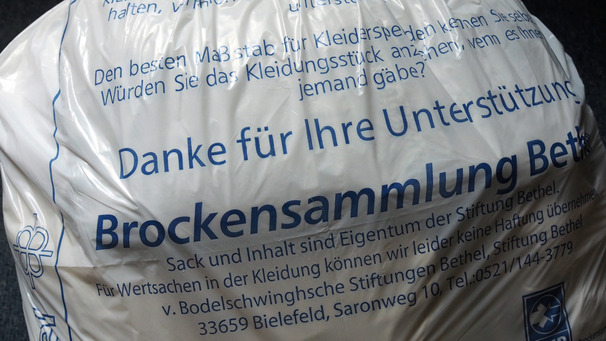 halten,
Den besten Maßstab für Kleiderspenden kennen Sie selbst
Würden Sie das Kleidungsstück anziehen, wenn es Ihnen
jemand gäbe?
Danke für Ihre Unterstützung
Brockensammlung Bethel
Sack und Inhalt sind Eigentum der Stiftung Bethel.
Für Wertsachen in der Kleidung können wir leider keine Haftung übernehmen
v. Bodelschwinghsche Stiftungen Bethel, Stiftung Bethel
33659 Bielefeld, Saronweg 10, Tel.:0521/144-3779